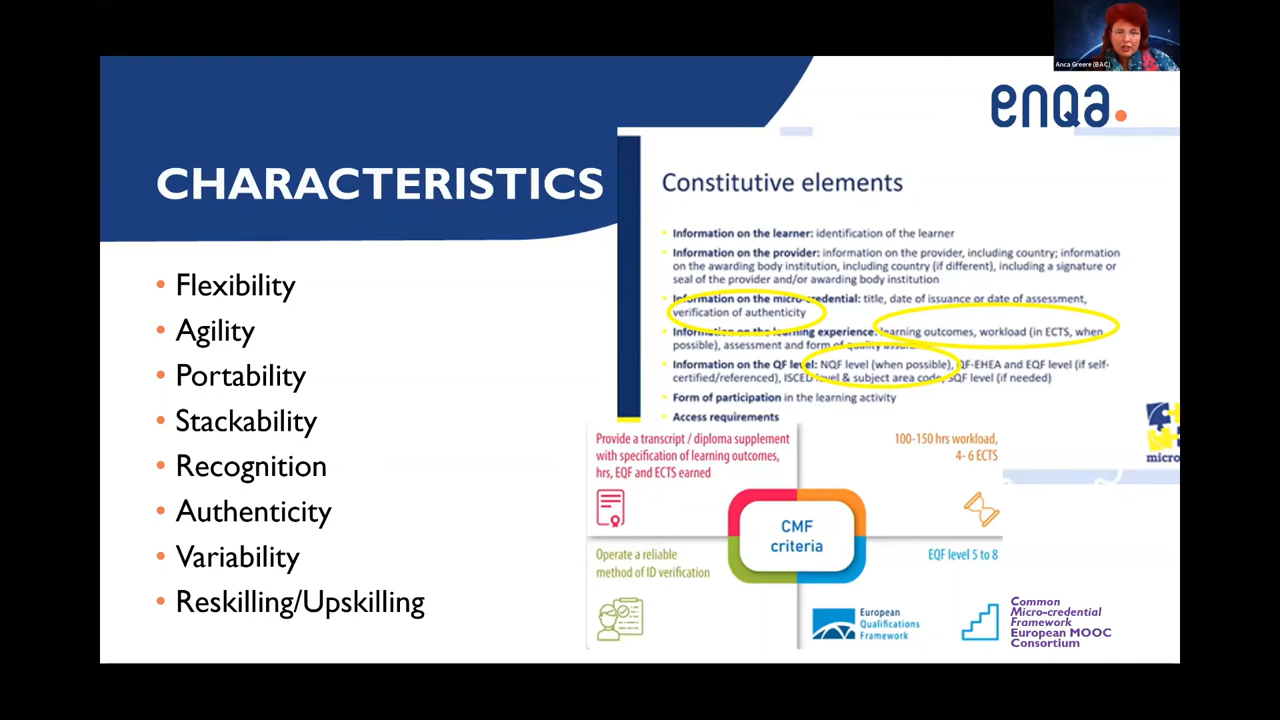 Anca Greere (BAC)
enqa.
CHARACTERISTICS
• Flexibility
• Agility
• Portability
• Stackability
• Recognition
• Authenticity
• Variability
• Reskilling/Upskilling
Constitutive elements
Information on the learner: identification of the learner
Information on the provider: information on the provider, including country; information
on the awarding body institution, including country (if different), including a signature or
seal of the provider and/or awarding body institution
Information on the micro-credential: title, date of issuance or date of assessment,
verification of authenticity
Information on the learning experience: learning outcomes, workload (in ECTS, when
possible), assessment and form of quality assurance
Information on the QF level: NQF level (when possible), QF-EHEA and EQF level (if self-
certified/referenced), ISCED level & subject area code, SQF level (if needed)
Form of participation in the learning activity
Access requirements
micro
Provide a transcript / diploma supplement
with specification of learning outcomes,
hrs, EQF and ECTS earned
100-150 hrs workload,
4- 6 ECTS
CMF
criteria
Operate a reliable
method of ID verification
EQF level 5 to 8
European
Qualifications
Framework
Common
Micro-credential
Framework
European MOOC
Consortium